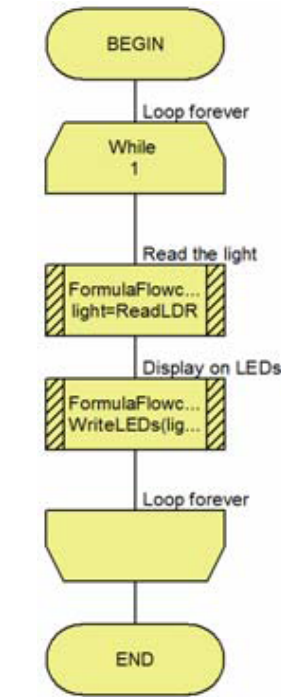 BEGIN
Loop forever
While
1
Read the light
FormulaFlowc...
light=ReadLDR
Display on LEDs
FormulaFlowc...
WriteLEDs(lig...
Loop forever
END